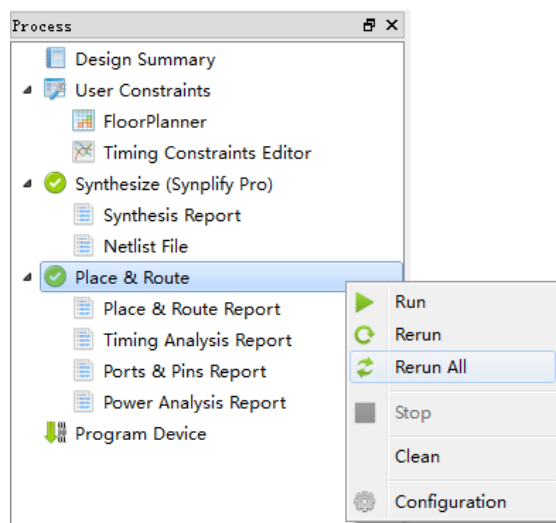 Process
Design Summary
User Constraints
FloorPlanner
Timing Constraints Editor
Synthesize (Synplify Pro)
Synthesis Report
Netlist File
Place & Route
Place & Route Report
Timing Analysis Report
Ports & Pins Report
Power Analysis Report
Program Device
Run
Rerun
Rerun All
Stop
Clean
Configuration